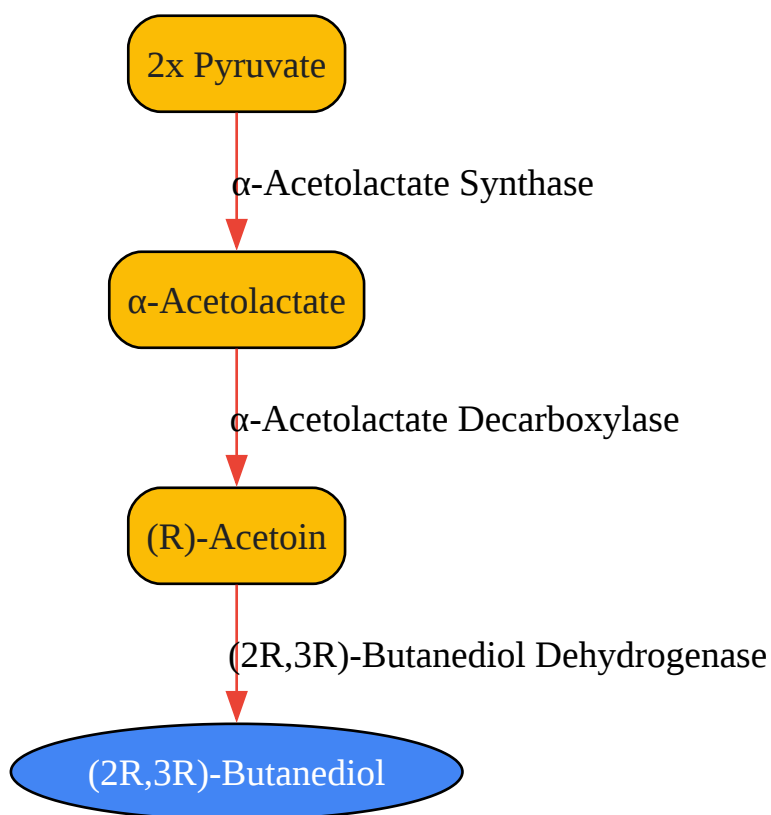 2x Pyruvate
α-Acetolactate Synthase
α-Acetolactate
α-Acetolactate Decarboxylase
(R)-Acetoin
(2R,3R)-Butanediol Dehydrogenase
(2R,3R)-Butanediol